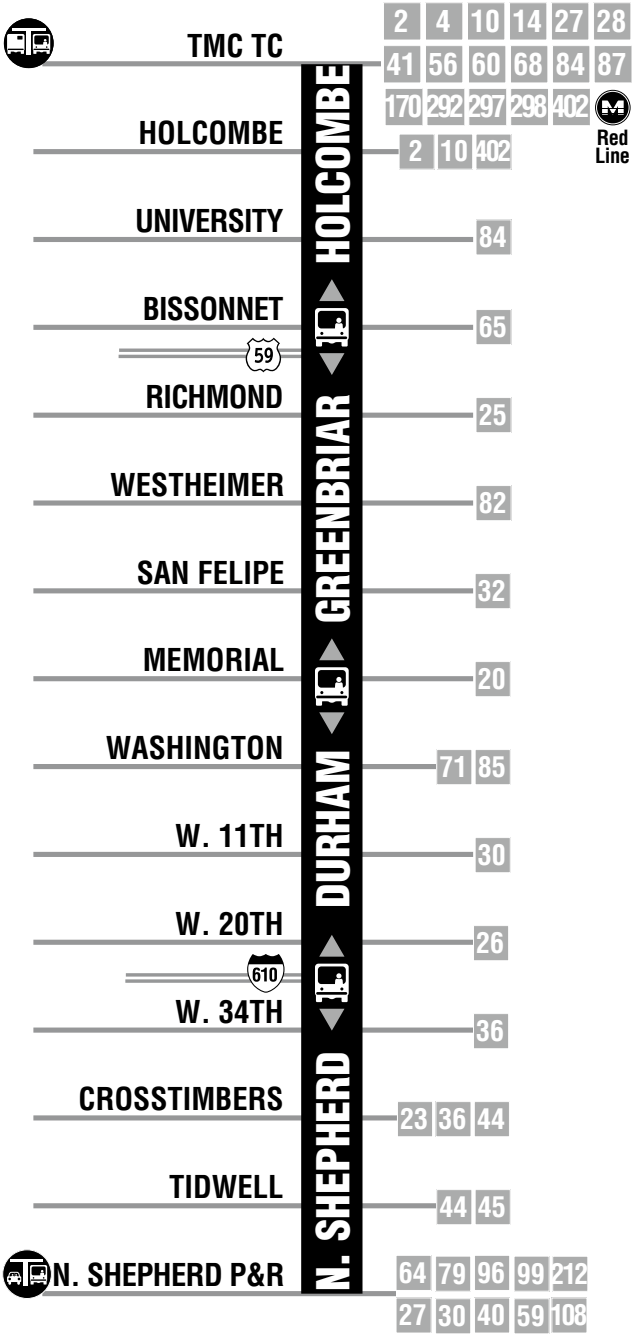 2 4 10 14 27 28
TMC TC
41 56 60 68 84 87
170 292 297 298 402 M
Red
Line
HOLCOMBE
2 10 402
UNIVERSITY
84
BISSONNET
65
59
RICHMOND
25
WESTHEIMER
82
SAN FELIPE
32
MEMORIAL
20
WASHINGTON
71 85
W. 11TH
30
W. 20TH
26
610
W. 34TH
36
CROSSTIMBERS
23 36 44
TIDWELL
44 45
N. SHEPHERD P&R
64 79 96 99 212
27 30 40 59 108
HOLCOMBE
GREENBRIAR
DURHAM
N. SHEPHERD